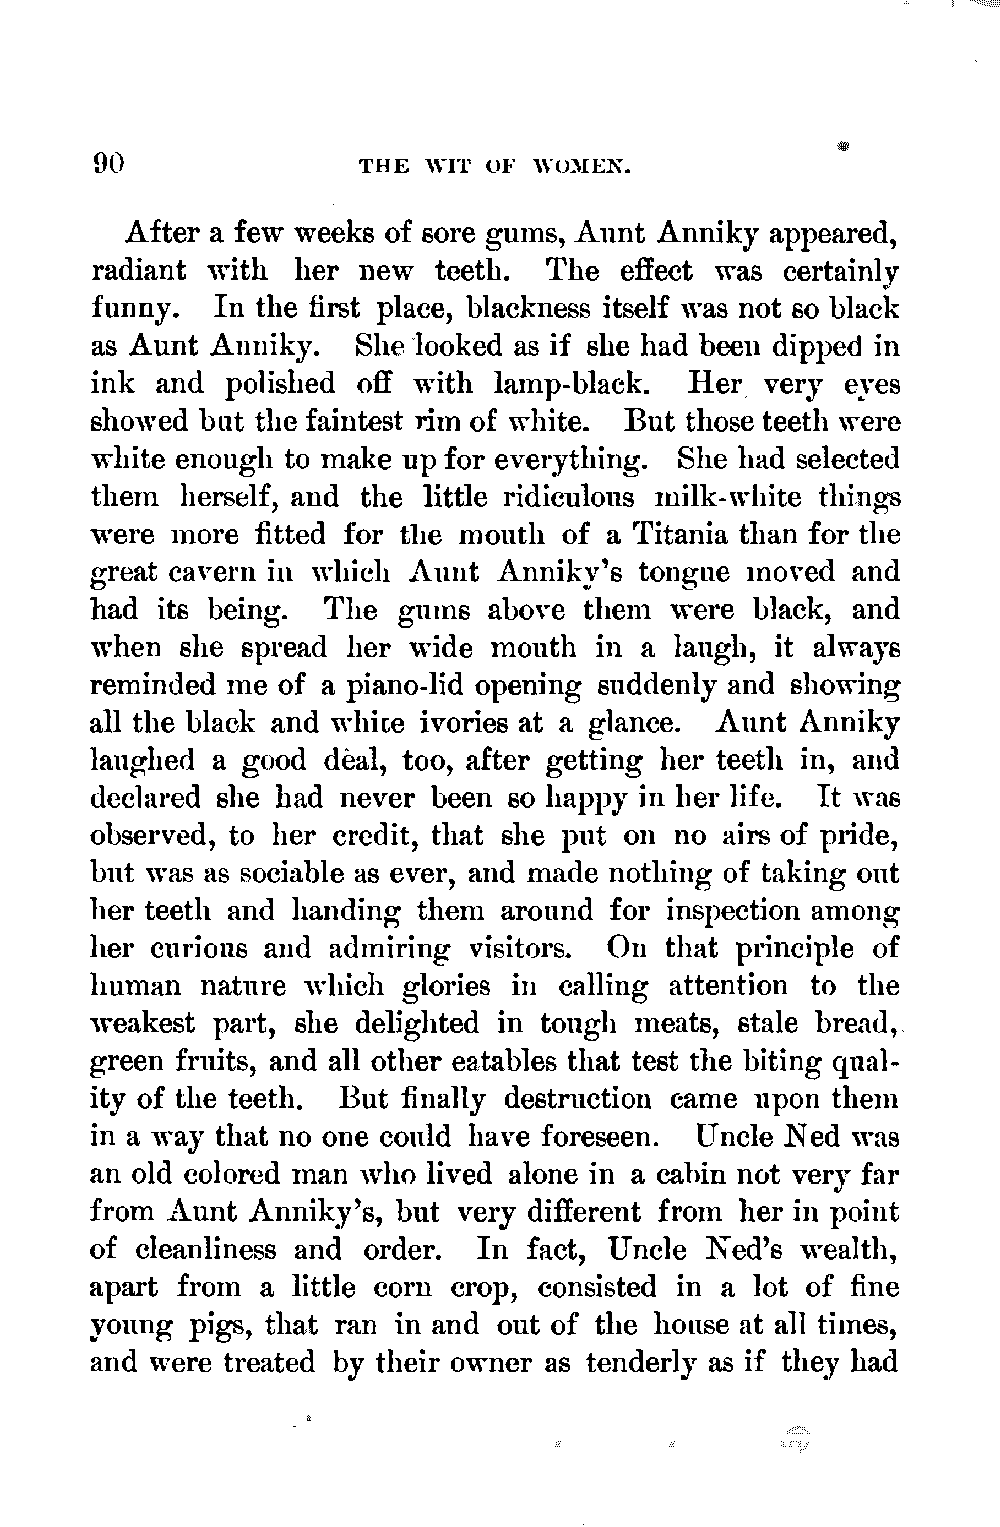 90 THE WIT OF WOMEN.
After a few weeks of sore gums, Aunt Anniky appeared,
radiant with her new teeth. The effect was certainly
funny. In the first place, blackness itself was not so black
as Aunt Anniky. She looked as if she had been dipped in
ink and polished off with lamp-black. Her very eyes
showed but the faintest rim of white. But those teeth were
white enough to make up for everything. She had selected
them herself, and the little ridiculous milk-white things
were more fitted for the mouth of a Titania than for the
great cavern in which Aunt Anniky's tongue moved and
had its being. The gums above them were black, and
when she spread her wide mouth in a laugh, it always
reminded me of a piano-lid opening suddenly and showing
all the black and white ivories at a glance. Aunt Anniky
laughed a good deal, too, after getting her teeth in, and
declared she had never been so happy in her life. It was
observed, to her credit, that she put on no airs of pride,
but was as sociable as ever, and made nothing of taking out
her teeth and handing them around for inspection among
her curious and admiring visitors. On that principle of
human nature which glories in calling attention to the
weakest part, she delighted in tough meats, stale bread,
green fruits, and all other eatables that test the biting qual-
ity of the teeth. But finally destruction came upon them
in a way that no one could have foreseen. Uncle Ned was
an old colored man who lived alone in a cabin not very far
from Aunt Anniky's, but very different from her in point
of cleanliness and order. In fact, Uncle Ned's wealth,
apart from a little corn crop, consisted in a lot of fine
young pigs, that ran in and out of the house at all times,
and were treated by their owner as tenderly as if they had